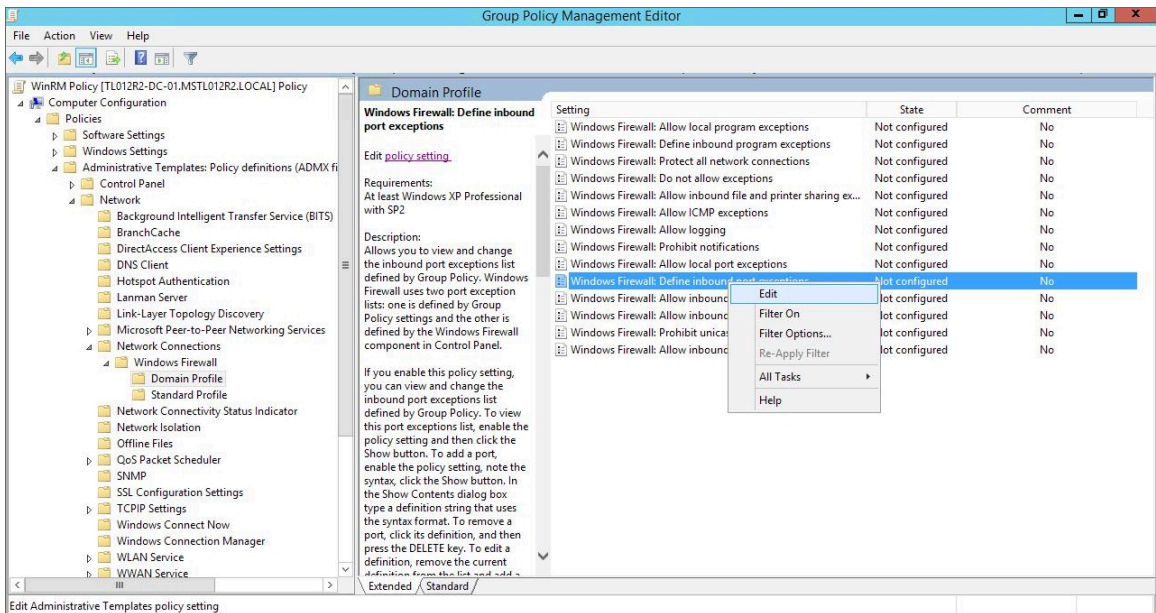 Group Policy Management Editor
File Action View Help
WinRM Policy [TL012R2-DC-01.MSTL012R2.LOCAL] Policy
Computer Configuration
Policies
Software Settings
Windows Settings
Administrative Templates: Policy definitions (ADMX fi
Control Panel
Network
Background Intelligent Transfer Service (BITS)
BranchCache
DirectAccess Client Experience Settings
DNS Client
Hotspot Authentication
Lanman Server
Link-Layer Topology Discovery
Microsoft Peer-to-Peer Networking Services
Network Connections
Windows Firewall
Domain Profile
Standard Profile
Network Connectivity Status Indicator
Network Isolation
Offline Files
QoS Packet Scheduler
SNMP
SSL Configuration Settings
TCPIP Settings
Windows Connect Now
Windows Connection Manager
WLAN Service
WWAN Service
Domain Profile
Windows Firewall: Define inbound
port exceptions
Edit policy setting
Requirements:
At least Windows XP Professional
with SP2
Description:
Allows you to view and change
the inbound port exceptions list
defined by Group Policy. Windows
Firewall uses two port exception
lists: one is defined by Group
Policy settings and the other is
defined by the Windows Firewall
component in Control Panel.
If you enable this policy setting,
you can view and change the
inbound port exceptions list
defined by Group Policy. To view
this port exceptions list, enable the
policy setting and then click the
Show button. To add a port,
enable the policy setting, note the
syntax, click the Show button. In
the Show Contents dialog box
type a definition string that uses
the syntax format. To remove a
port, click its definition, and then
press the DELETE key. To edit a
definition, remove the current
definition from the list and add a
Setting State Comment
Windows Firewall: Allow local program exceptions Not configured No
Windows Firewall: Define inbound program exceptions Not configured No
Windows Firewall: Protect all network connections Not configured No
Windows Firewall: Do not allow exceptions Not configured No
Windows Firewall: Allow inbound file and printer sharing ex... Not configured No
Windows Firewall: Allow ICMP exceptions Not configured No
Windows Firewall: Allow logging Not configured No
Windows Firewall: Prohibit notifications Not configured No
Windows Firewall: Allow local port exceptions Not configured No
Windows Firewall: Define inbound port exceptions Not configured No
Windows Firewall: Allow inbound Not configured No
Windows Firewall: Allow inbound Not configured No
Windows Firewall: Prohibit unicas Not configured No
Windows Firewall: Allow inbound Not configured No
Edit
Filter On
Filter Options...
Re-Apply Filter
All Tasks
Help
Extended Standard
Edit Administrative Templates policy setting